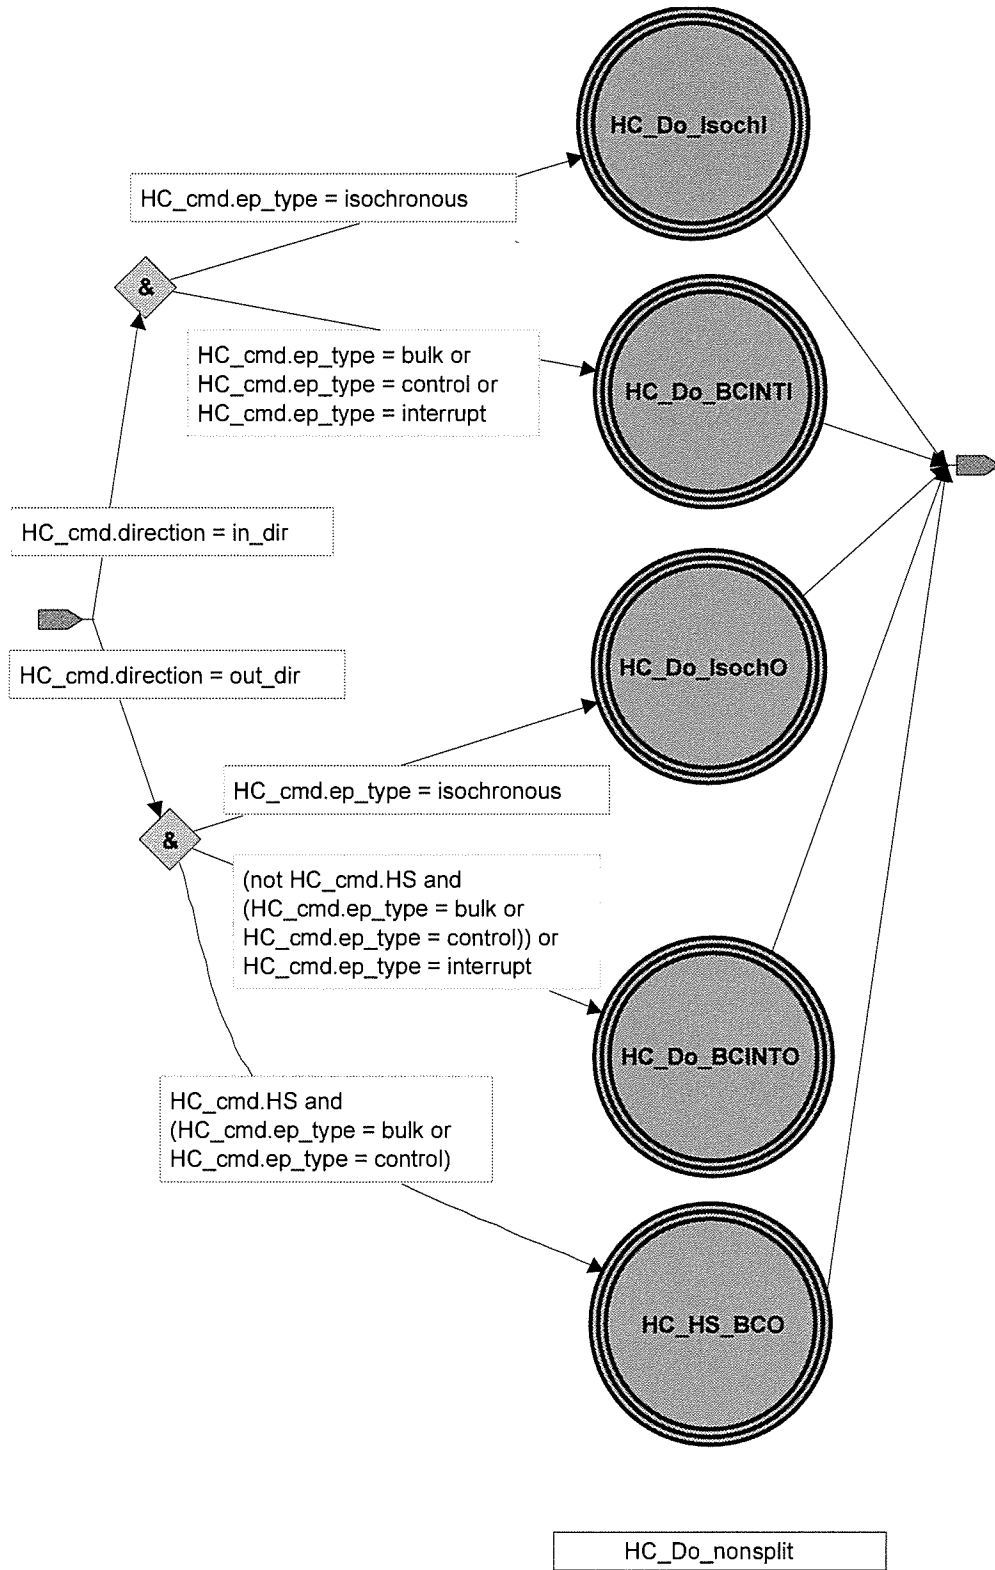 HC_Do_IsochI
HC_cmd.ep_type = isochronous
&
HC_cmd.ep_type = bulk or
HC_cmd.ep_type = control or
HC_cmd.ep_type = interrupt
HC_Do_BCINTI
HC_cmd.direction = in_dir
HC_cmd.direction = out_dir
HC_Do_IsochO
HC_cmd.ep_type = isochronous
&
(not HC_cmd.HS and
(HC_cmd.ep_type = bulk or
HC_cmd.ep_type = control)) or
HC_cmd.ep_type = interrupt
HC_Do_BCINTO
HC_cmd.HS and
(HC_cmd.ep_type = bulk or
HC_cmd.ep_type = control)
HC_HS_BCO
HC_Do_nonsplit